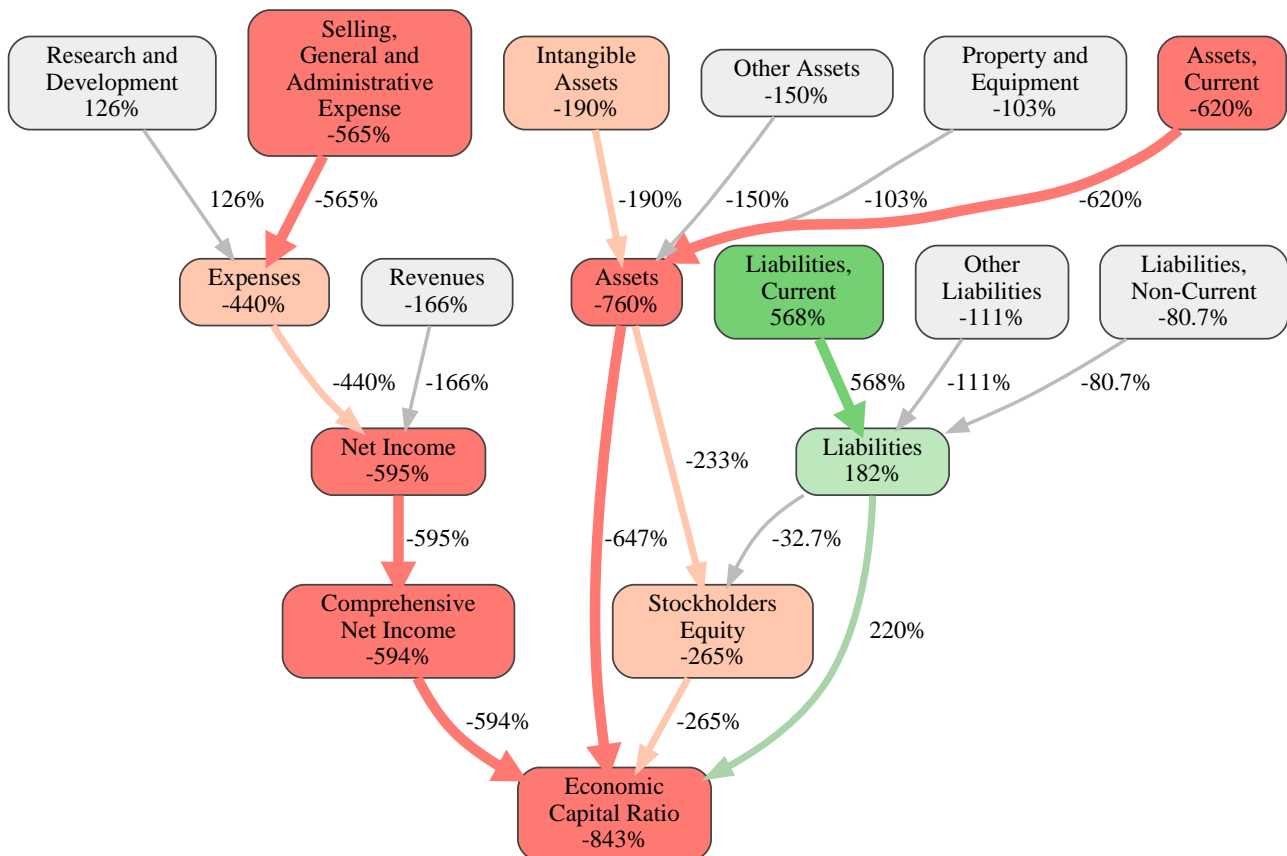 Research and
Development
126%
Selling,
General and
Administrative
Expense
-565%
Intangible
Assets
-190%
Other Assets
-150%
Property and
Equipment
-103%
Assets,
Current
-620%
126%
-565%
-190%
-150%
-103%
-620%
Expenses
-440%
Revenues
-166%
Assets
-760%
Liabilities,
Current
568%
Other
Liabilities
-111%
Liabilities,
Non-Current
-80.7%
-440%
-166%
568%
-111%
-80.7%
Net Income
-595%
-233%
Liabilities
182%
-595%
-647%
-32.7%
Comprehensive
Net Income
-594%
Stockholders
Equity
-265%
220%
-594%
-265%
Economic
Capital Ratio
-843%